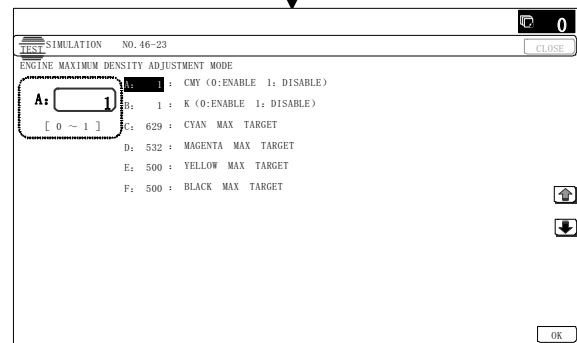 0
TEST SIMULATION NO.46-23 CLOSE
ENGINE MAXIMUM DENSITY ADJUSTMENT MODE
A: 1
[ 0 ~ 1 ]
A: 1 : CMY (0:ENABLE 1: DISABLE)
B: 1 : K (0:ENABLE 1: DISABLE)
C: 629 : CYAN MAX TARGET
D: 532 : MAGENTA MAX TARGET
E: 500 : YELLOW MAX TARGET
F: 500 : BLACK MAX TARGET
OK